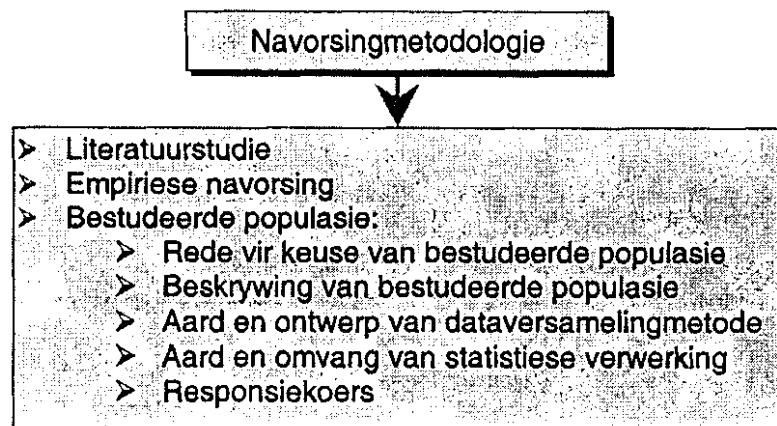 Navorsingmetodologie
➤ Literatuurstudie
➤ Empiriese navorsing
➤ Bestudeerde populasie:
➤ Rede vir keuse van bestudeerde populasie
➤ Beskrywing van bestudeerde populasie
➤ Aard en ontwerp van dataversamelingmetode
➤ Aard en omvang van statistiese verwerking
➤ Responsiekoers